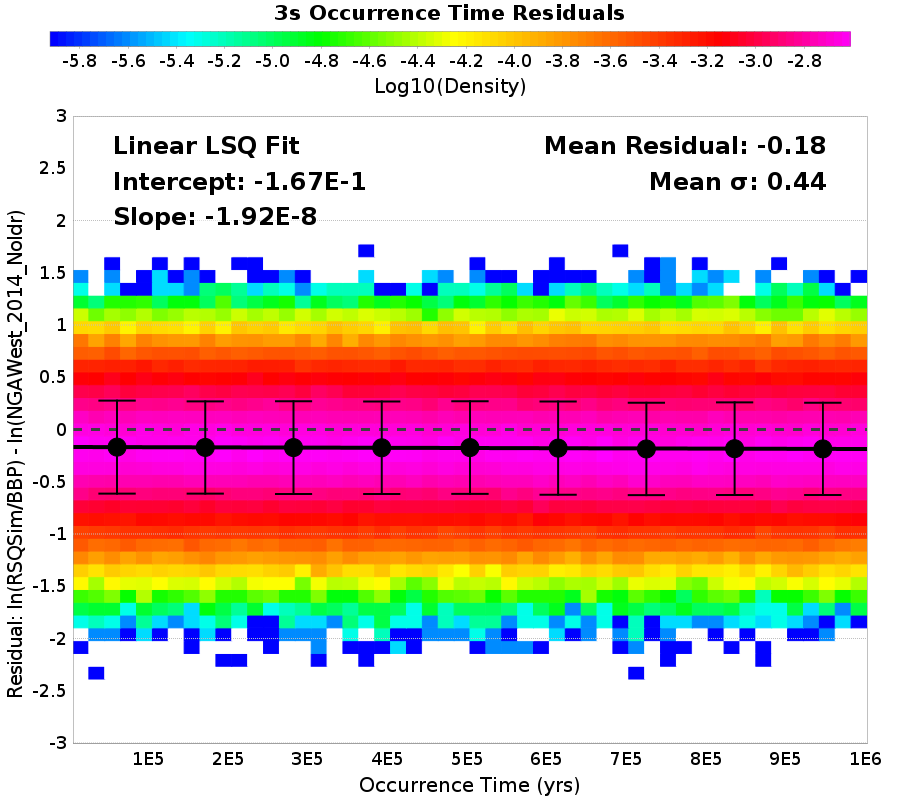 3s Occurrence Time Residuals
-5.8 -5.6 -5.4 -5.2 -5.0 -4.8 -4.6 -4.4 -4.2 -4.0 -3.8 -3.6 -3.4 -3.2 -3.0 -2.8
Log10(Density)
Linear LSQ Fit
Intercept: -1.67E-1
Slope: -1.92E-8
Mean Residual: -0.18
Mean σ: 0.44
Residual: ln(RSQSim/BBP) - ln(NGAWest_2014_NoIdr)
3
2.5
2
1.5
1
0.5
0
-0.5
-1
-1.5
-2
-2.5
-3
1E5 2E5 3E5 4E5 5E5 6E5 7E5 8E5 9E5 1E6
Occurrence Time (yrs)